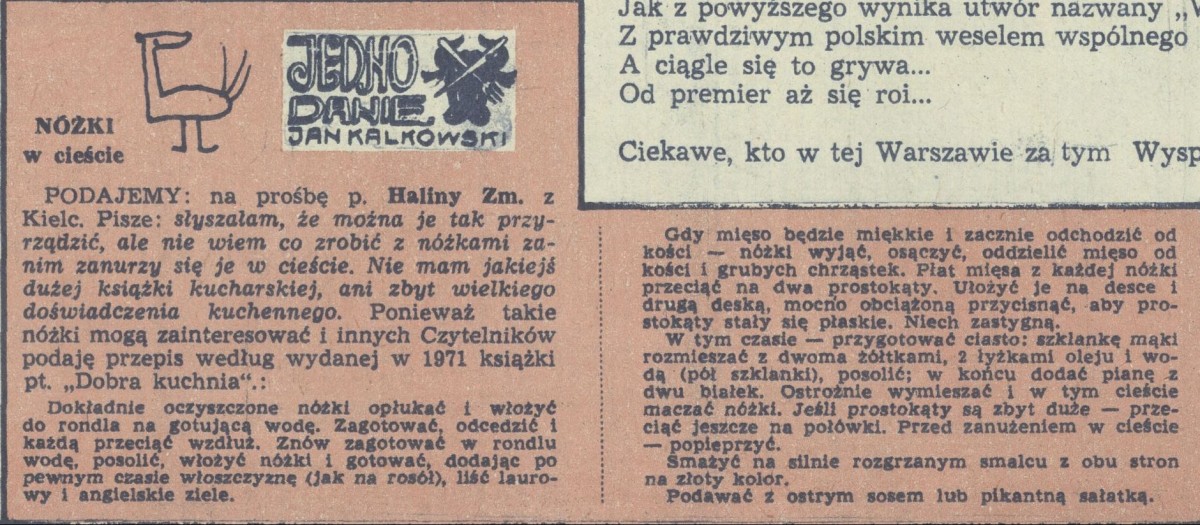 NÓŻKI
w cieście
JEDNO
DANIE
JAN KALKOWSKI
PODAJEMY: na prośbę p. Haliny Zm. z
Kielc. Pisze: słyszałam, że można je tak przy-
rządzić, ale nie wiem co zrobić z nóżkami za-
nim zanurzy się je w cieście. Nie mam jakiejś
dużej książki kucharskiej, ani zbyt wielkiego
doświadczenia kuchennego. Ponieważ takie
nóżki mogą zainteresować i innych Czytelników
podaję przepis według wydanej w 1971 książki
pt. „Dobra kuchnia“.:
Dokładnie oczyszczone nóżki opłukać i włożyć
do rondla na gotującą wodę. Zagotować, odcedzić i
każdą przeciąć wzdłuż. Znów zagotować w rondlu
wodę, posolić, włożyć nóżki i gotować, dodając po
pewnym czasie włoszczyznę (jak na rosół), liść lauro-
wy i angielskie ziele.
Gdy mięso będzie miękkie i zacznie odchodzić od
kości — nóżki wyjąć, osączyć, oddzielić mięso od
kości i grubych chrząstek. Płat mięsa z każdej nóżki
przeciąć na dwa prostokąty. Ułożyć je na desce i
drugą deską, mocno obciążoną przycisnąć, aby pro-
stokąty stały się płaskie. Niech zastygną.
W tym czasie — przygotować ciasto: szklankę mąki
rozmieszać z dwoma żółtkami, 2 łyżkami oleju i wo-
dą (pół szklanki), posolić; w końcu dodać pianę z
dwu białek. Ostrożnie wymieszać i w tym cieście
maczać nóżki. Jeśli prostokąty są zbyt duże — prze-
ciąć jeszcze na połówki. Przed zanużeniem w cieście
— popieprzyć.
Smażyć na silnie rozgrzanym smalcu z obu stron
na złoty kolor.
Podawać z ostrym sosem lub pikantną sałatką.
Jak z powyższego wynika utwór nazwany „W
Z prawdziwym polskim weselem wspólnego
A ciągle się to grywa...
Od premier aż się roi...
Ciekawe, kto w tej Warszawie za tym Wysp